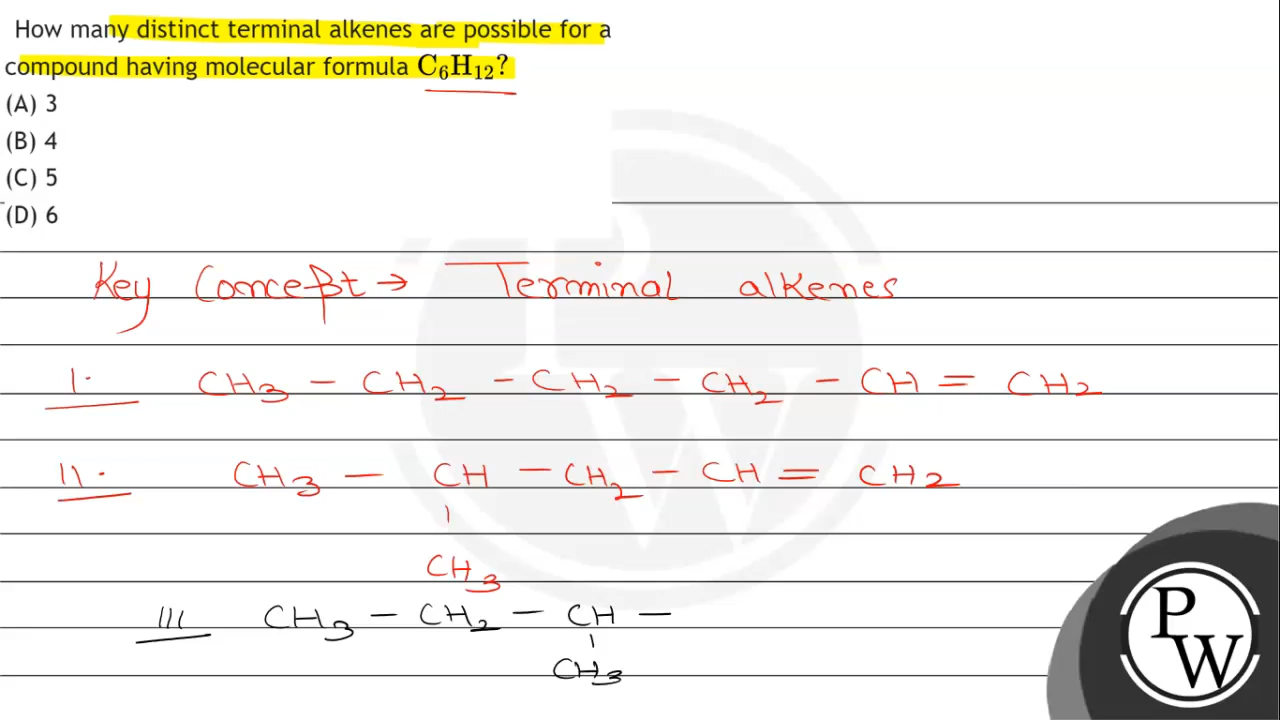 How many distinct terminal alkenes are possible for a
compound having molecular formula C₆H₁₂?
(A) 3
(B) 4
(C) 5
(D) 6
Key Concept → Terminal alkenes
I. CH₃ − CH₂ − CH₂ − CH₂ − CH = CH₂
II. CH₃ − CH − CH₂ − CH = CH₂
CH₃
III CH₃ − CH₂ − CH −
CH₃
P
W